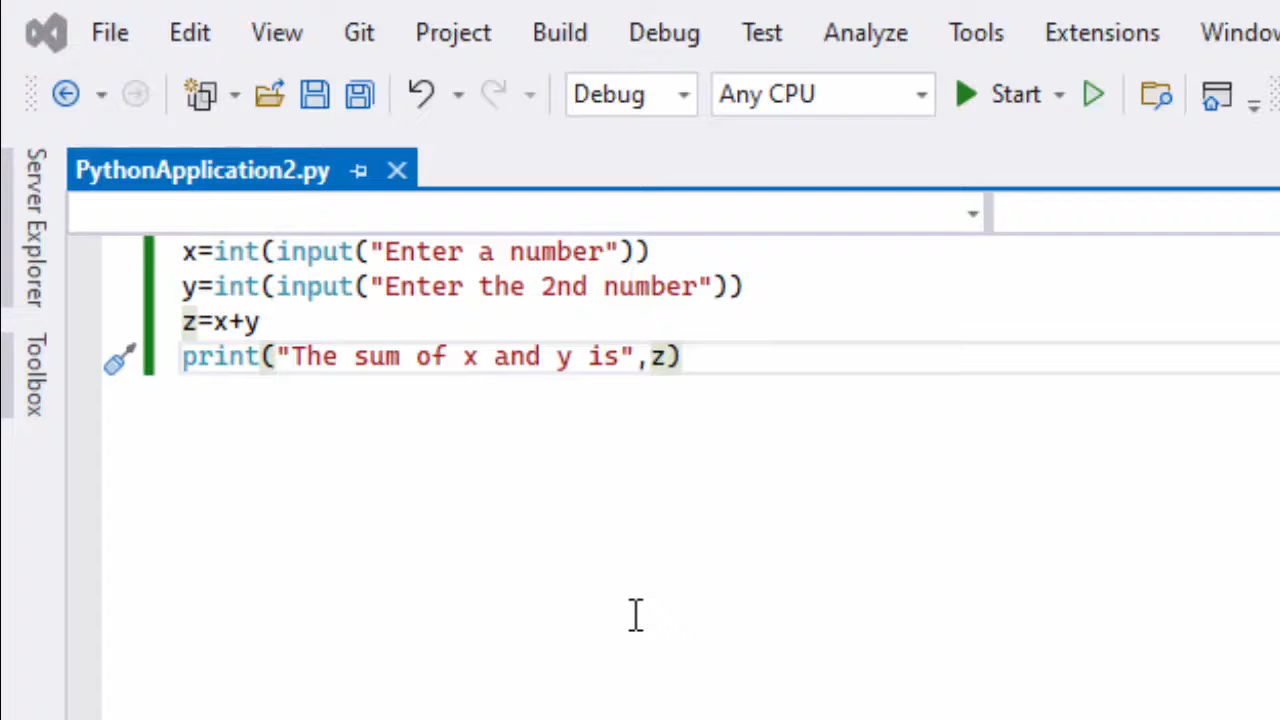 File Edit View Git Project Build Debug Test Analyze Tools Extensions Window
Debug Any CPU Start
Server Explorer
Toolbox
PythonApplication2.py
x=int(input("Enter a number"))
y=int(input("Enter the 2nd number"))
z=x+y
print("The sum of x and y is",z)